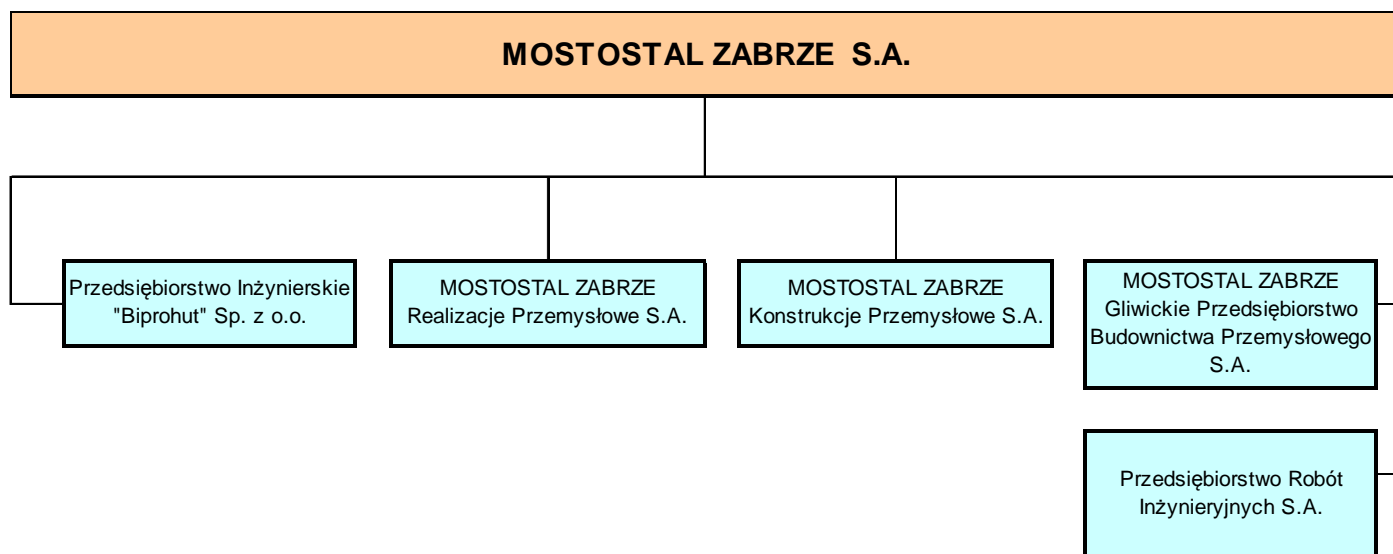 MOSTOSTAL ZABRZE S.A.
Przedsiębiorstwo Inżynierskie
"Biprohut" Sp. z o.o.
MOSTOSTAL ZABRZE
Realizacje Przemysłowe S.A.
MOSTOSTAL ZABRZE
Konstrukcje Przemysłowe S.A.
MOSTOSTAL ZABRZE
Gliwickie Przedsiębiorstwo
Budownictwa Przemysłowego
S.A.
Przedsiębiorstwo Robót
Inżynieryjnych S.A.